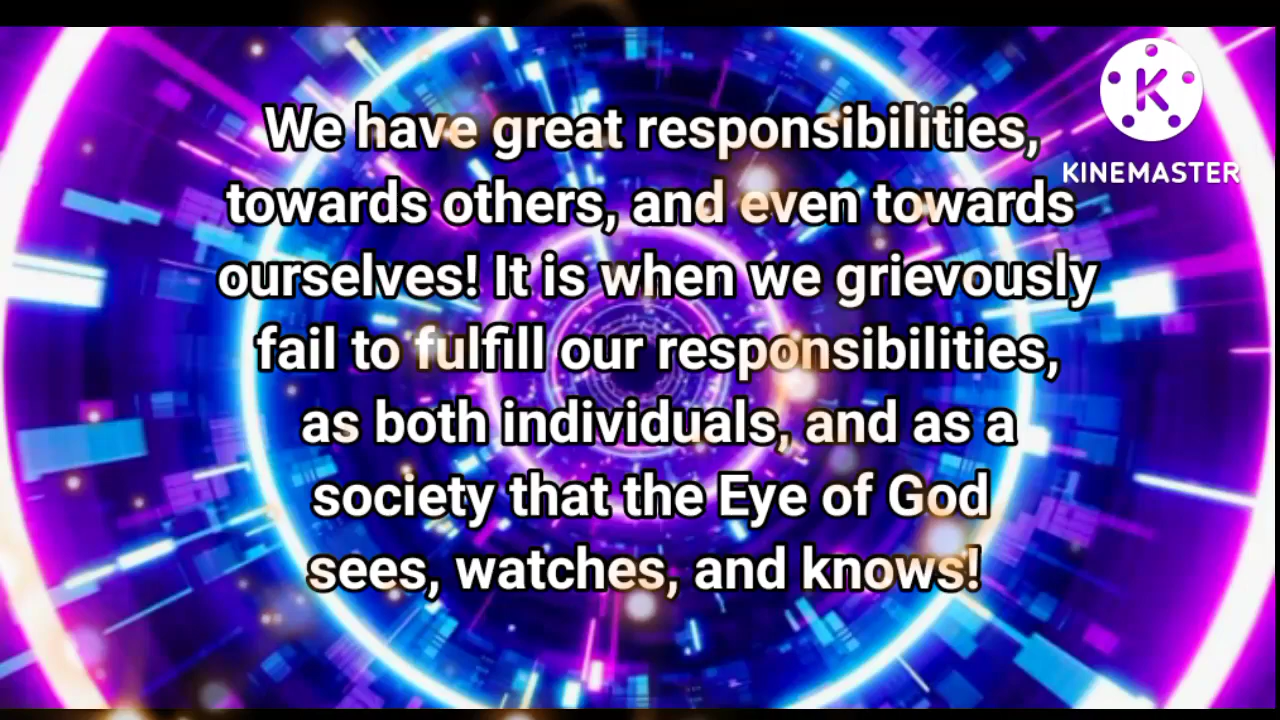 We have great responsibilities,
towards others, and even towards
ourselves! It is when we grievously
fail to fulfill our responsibilities,
as both individuals, and as a
society that the Eye of God
sees, watches, and knows!
K
KINEMASTER